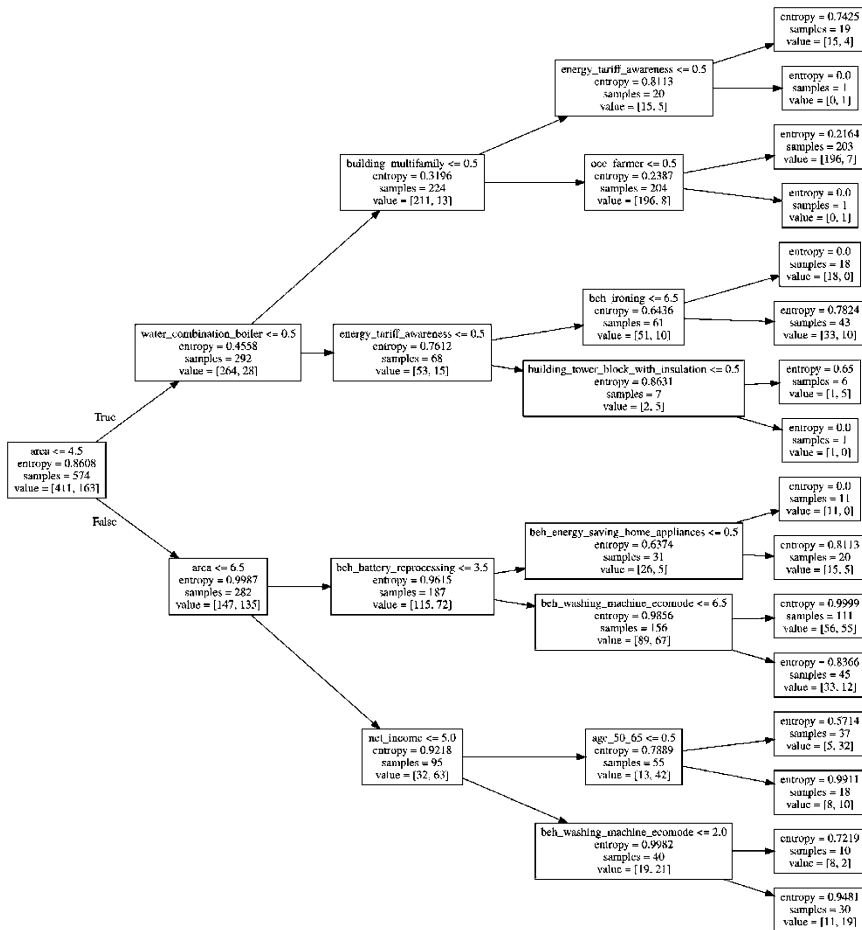 entropy = 0.7425
samples = 19
value = [15, 4]
energy_tariff_awareness <= 0.5
entropy = 0.8113
samples = 20
value = [15, 5]
entropy = 0.0
samples = 1
value = [0, 1]
building_multifamily <= 0.5
entropy = 0.3196
samples = 224
value = [211, 13]
occ_farmer <= 0.5
entropy = 0.2387
samples = 204
value = [196, 8]
entropy = 0.2164
samples = 203
value = [196, 7]
entropy = 0.0
samples = 1
value = [0, 1]
water_combination_boiler <= 0.5
entropy = 0.4558
samples = 292
value = [264, 28]
energy_tariff_awareness <= 0.5
entropy = 0.7612
samples = 68
value = [53, 15]
beh_ironing <= 6.5
entropy = 0.6436
samples = 61
value = [51, 10]
entropy = 0.0
samples = 18
value = [18, 0]
entropy = 0.7824
samples = 43
value = [33, 10]
building_tower_block_with_insulation <= 0.5
entropy = 0.8631
samples = 7
value = [2, 5]
entropy = 0.65
samples = 6
value = [1, 5]
entropy = 0.0
samples = 1
value = [1, 0]
True
area <= 4.5
entropy = 0.8608
samples = 574
value = [411, 163]
False
area <= 6.5
entropy = 0.9987
samples = 282
value = [147, 135]
beh_battery_reprocessing <= 3.5
entropy = 0.9615
samples = 187
value = [115, 72]
beh_energy_saving_home_appliances <= 0.5
entropy = 0.6374
samples = 31
value = [26, 5]
entropy = 0.0
samples = 11
value = [11, 0]
entropy = 0.8113
samples = 20
value = [15, 5]
beh_washing_machine_ecomode <= 6.5
entropy = 0.9856
samples = 156
value = [89, 67]
entropy = 0.9999
samples = 111
value = [56, 55]
entropy = 0.8366
samples = 45
value = [33, 12]
net_income <= 5.0
entropy = 0.9218
samples = 95
value = [32, 63]
age_50_65 <= 0.5
entropy = 0.7889
samples = 55
value = [13, 42]
entropy = 0.5714
samples = 37
value = [5, 32]
entropy = 0.9911
samples = 18
value = [8, 10]
beh_washing_machine_ecomode <= 2.0
entropy = 0.9982
samples = 40
value = [19, 21]
entropy = 0.7219
samples = 10
value = [8, 2]
entropy = 0.9481
samples = 30
value = [11, 19]